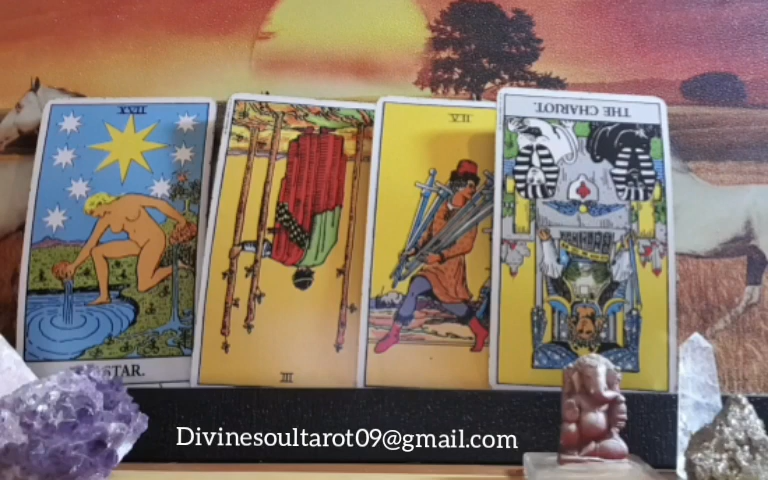 XVII
STAR.
III
VII
THE CHARIOT.
Divinesoultarot09@gmail.com